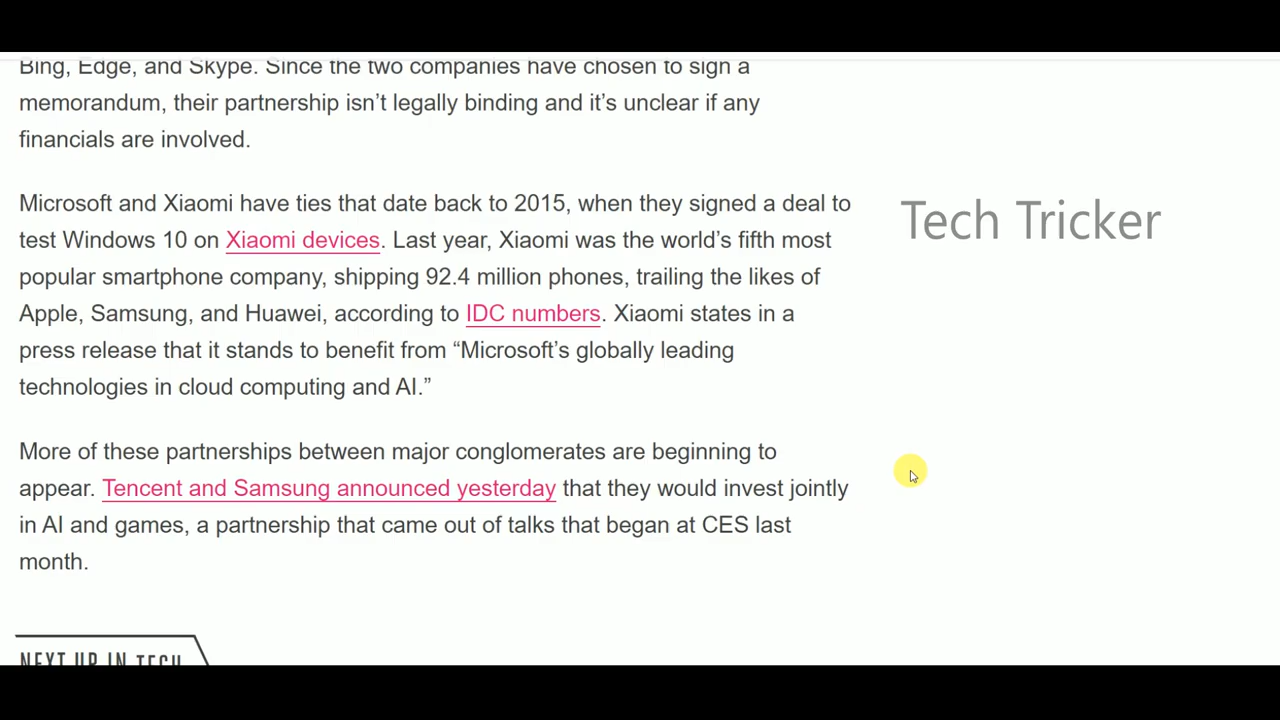 Bing, Edge, and Skype. Since the two companies have chosen to sign a
memorandum, their partnership isn’t legally binding and it’s unclear if any
financials are involved.
Microsoft and Xiaomi have ties that date back to 2015, when they signed a deal to
test Windows 10 on Xiaomi devices. Last year, Xiaomi was the world’s fifth most
popular smartphone company, shipping 92.4 million phones, trailing the likes of
Apple, Samsung, and Huawei, according to IDC numbers. Xiaomi states in a
press release that it stands to benefit from “Microsoft’s globally leading
technologies in cloud computing and AI.”
More of these partnerships between major conglomerates are beginning to
appear. Tencent and Samsung announced yesterday that they would invest jointly
in AI and games, a partnership that came out of talks that began at CES last
month.
NEXT UP IN TECH
Tech Tricker